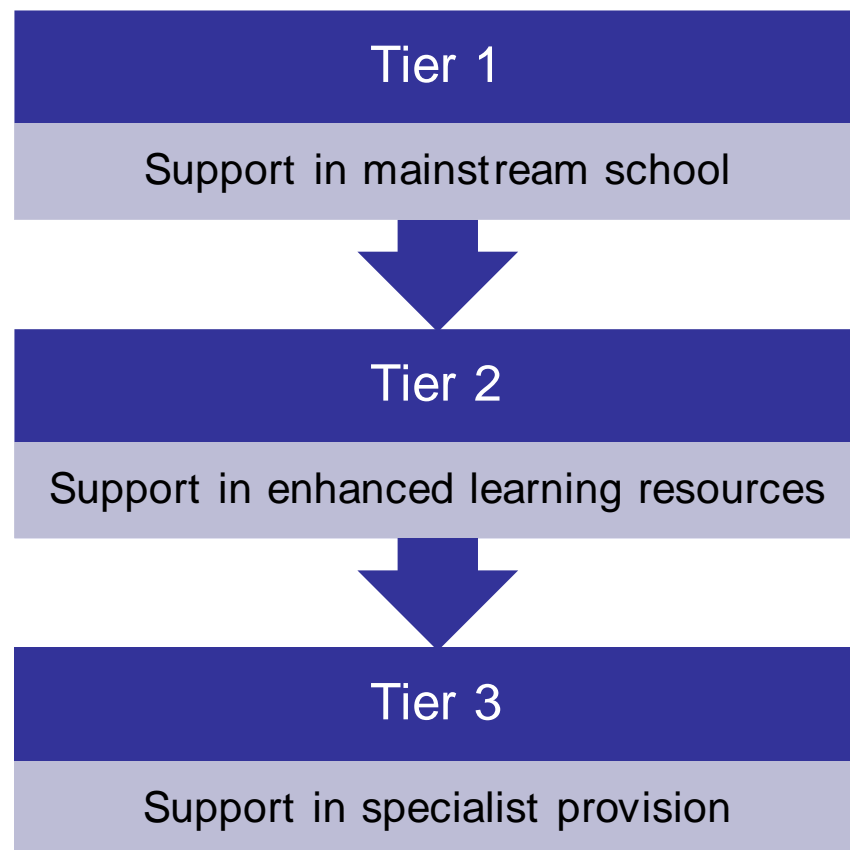 Tier 1
Support in mainstream school
Tier 2
Support in enhanced learning resources
Tier 3
Support in specialist provision